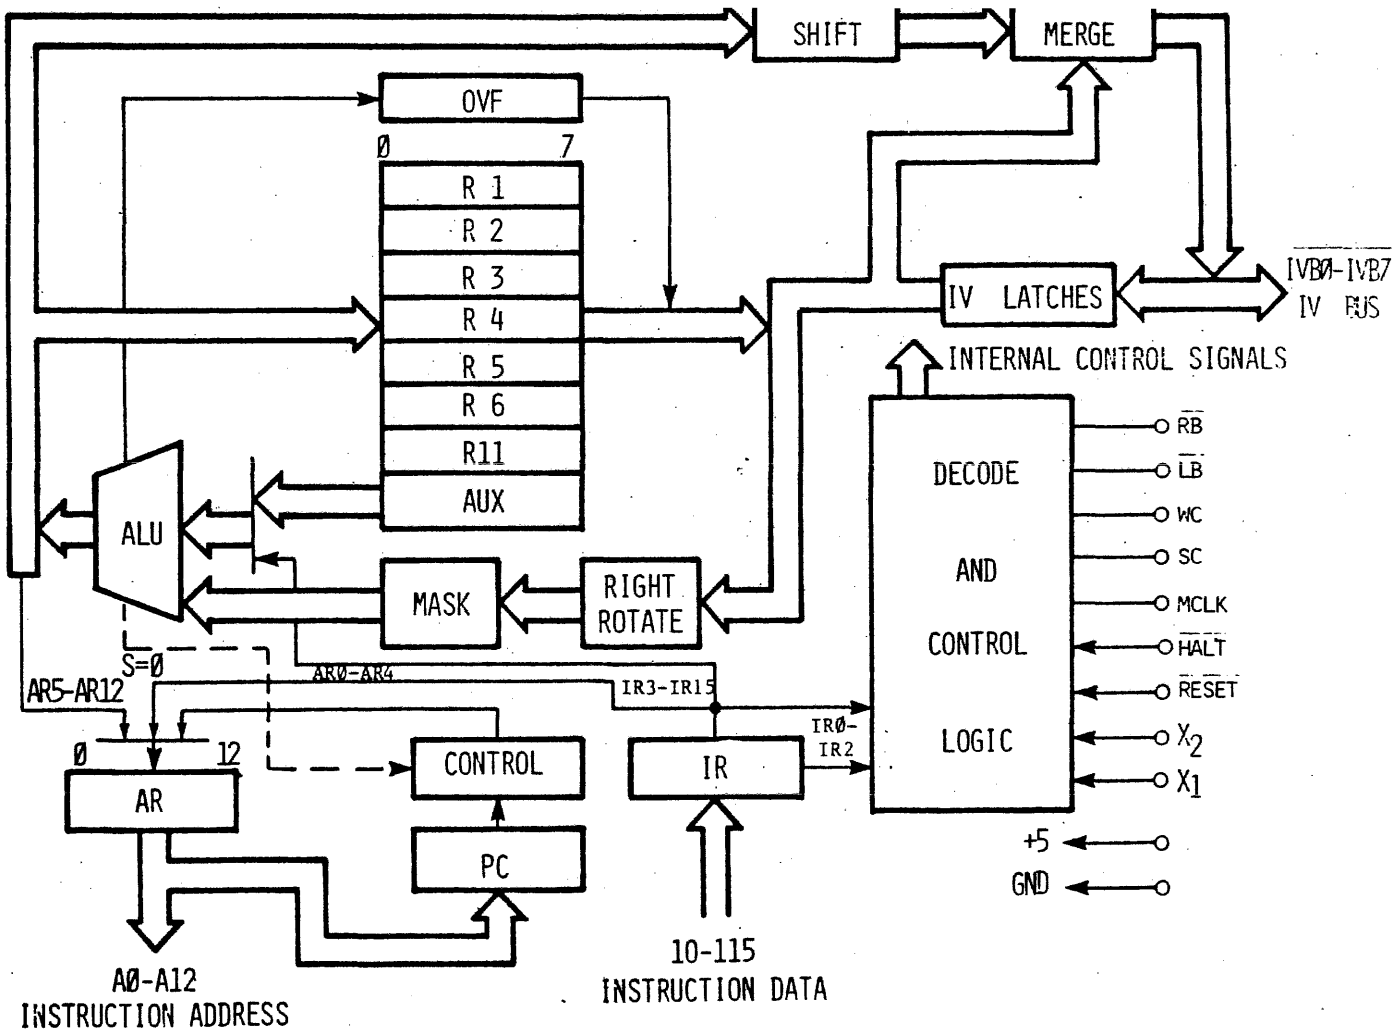 SHIFT
MERGE
OVF
Ø 7
R 1
R 2
R 3
R 4
R 5
R 6
R11
AUX
IVBØ-IVB7
IV BUS
IV LATCHES
INTERNAL CONTROL SIGNALS
ALU
MASK
RIGHT
ROTATE
DECODE
AND
CONTROL
LOGIC
RB
LB
WC
SC
MCLK
HALT
RESET
X2
X1
+5
GND
S=Ø
AR5-AR12
ARØ-AR4
IR3-IR15
IRØ-
IR2
Ø 12
AR
CONTROL
IR
PC
AØ-A12
INSTRUCTION ADDRESS
10-115
INSTRUCTION DATA